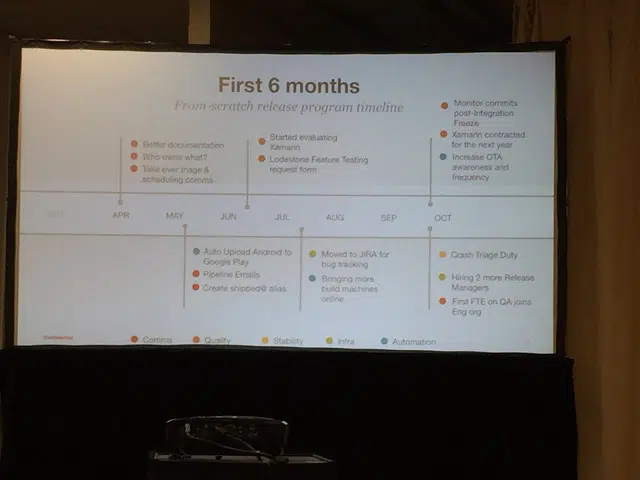 First 6 months
From-scratch release program timeline
Better documentation
Who owns what?
Take over triage &
scheduling comms
Started evaluating
Xamarin
Lodestone Feature Testing
request form
Monitor commits
post-Integration
Freeze
Xamarin contracted
for the next year
Increase OTA
awareness and
frequency
APR MAY JUN JUL AUG SEP OCT
Auto Upload Android to
Google Play
Pipeline Emails
Create shipped@ alias
Moved to JIRA for
bug tracking
Bringing more
build machines
online
Crash Triage Duty
Hiring 2 more Release
Managers
First FTE on QA joins
Eng org
Confidential
Comms Quality Stability Infra Automation